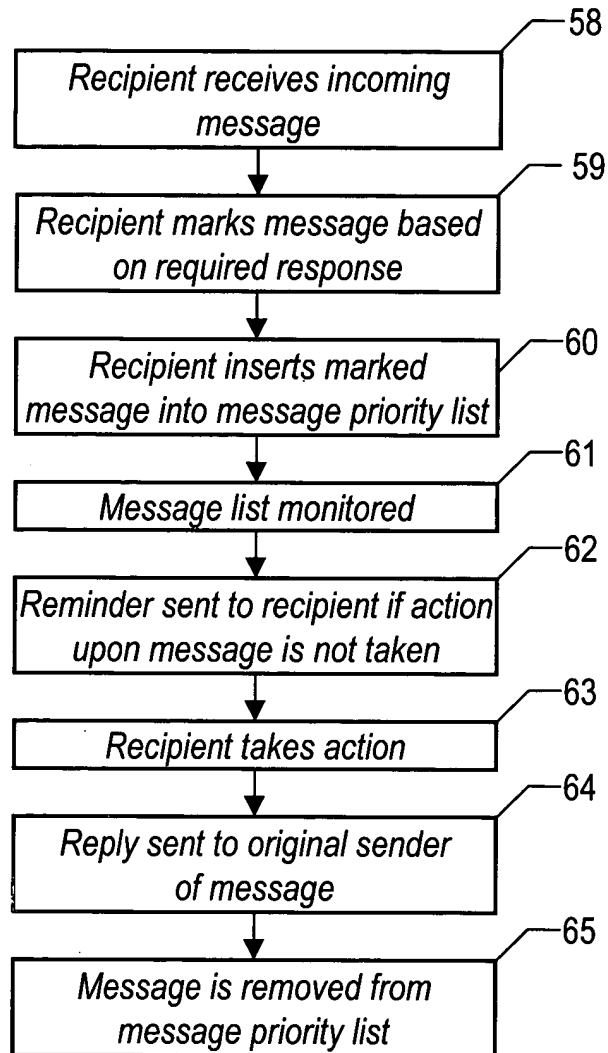 58
Recipient receives incoming
message
59
Recipient marks message based
on required response
60
Recipient inserts marked
message into message priority list
61
Message list monitored
62
Reminder sent to recipient if action
upon message is not taken
63
Recipient takes action
64
Reply sent to original sender
of message
65
Message is removed from
message priority list